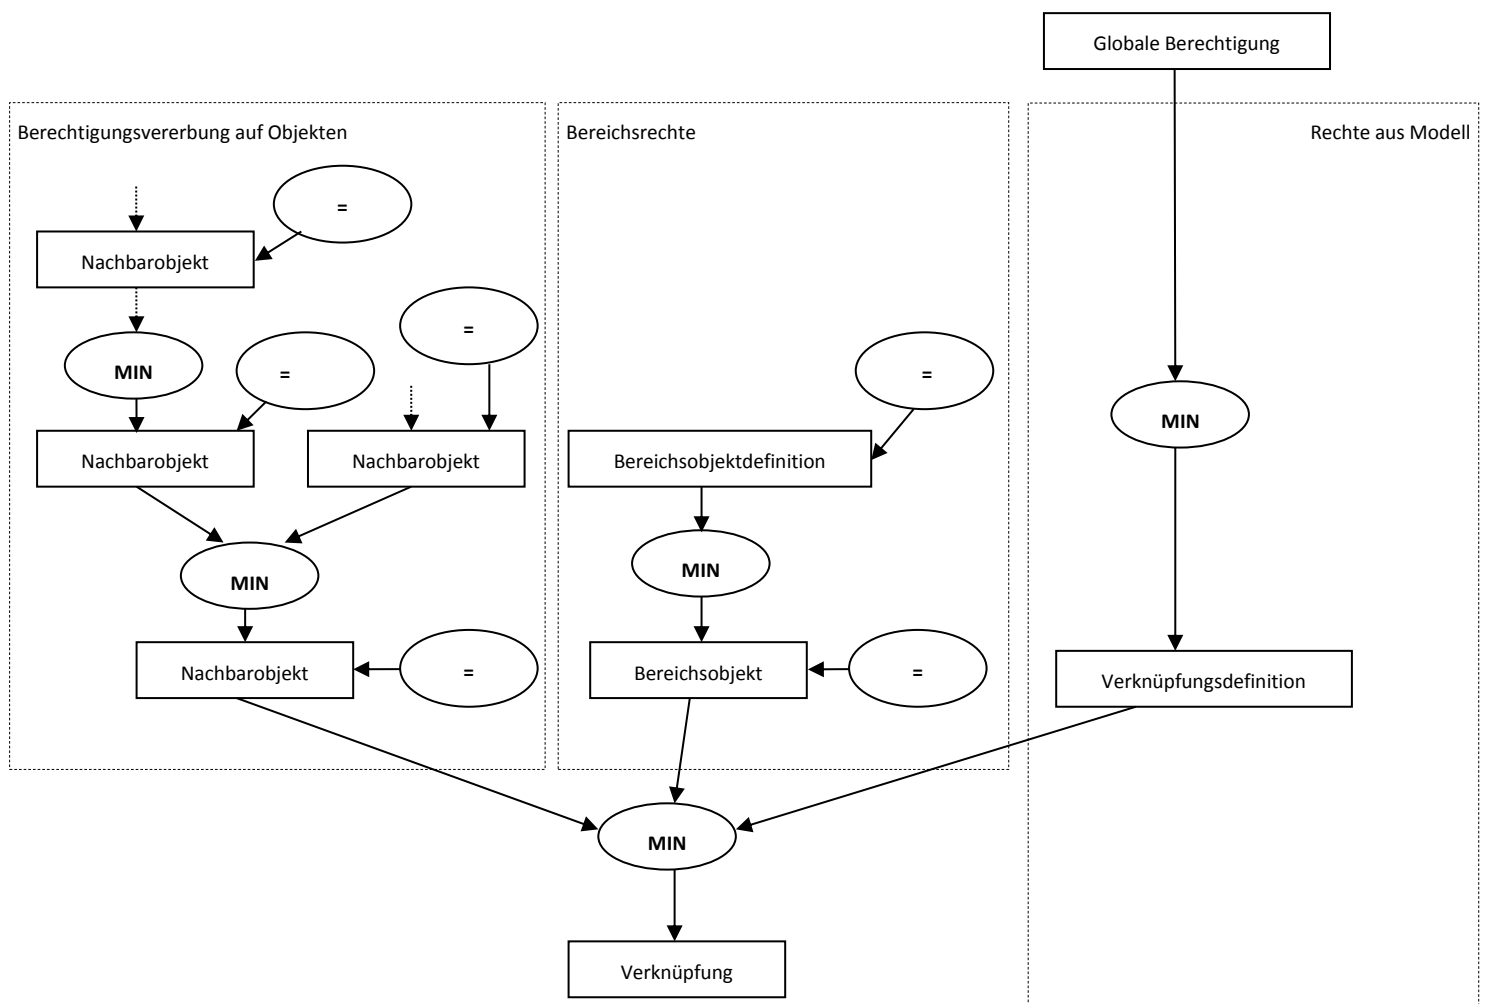 Globale Berechtigung
Berechtigungsvererbung auf Objekten
Bereichsrechte
Rechte aus Modell
=
Nachbarobjekt
=
MIN
=
=
MIN
Nachbarobjekt
Nachbarobjekt
Bereichsobjektdefinition
MIN
MIN
Nachbarobjekt
=
Bereichsobjekt
=
Verknüpfungsdefinition
MIN
Verknüpfung